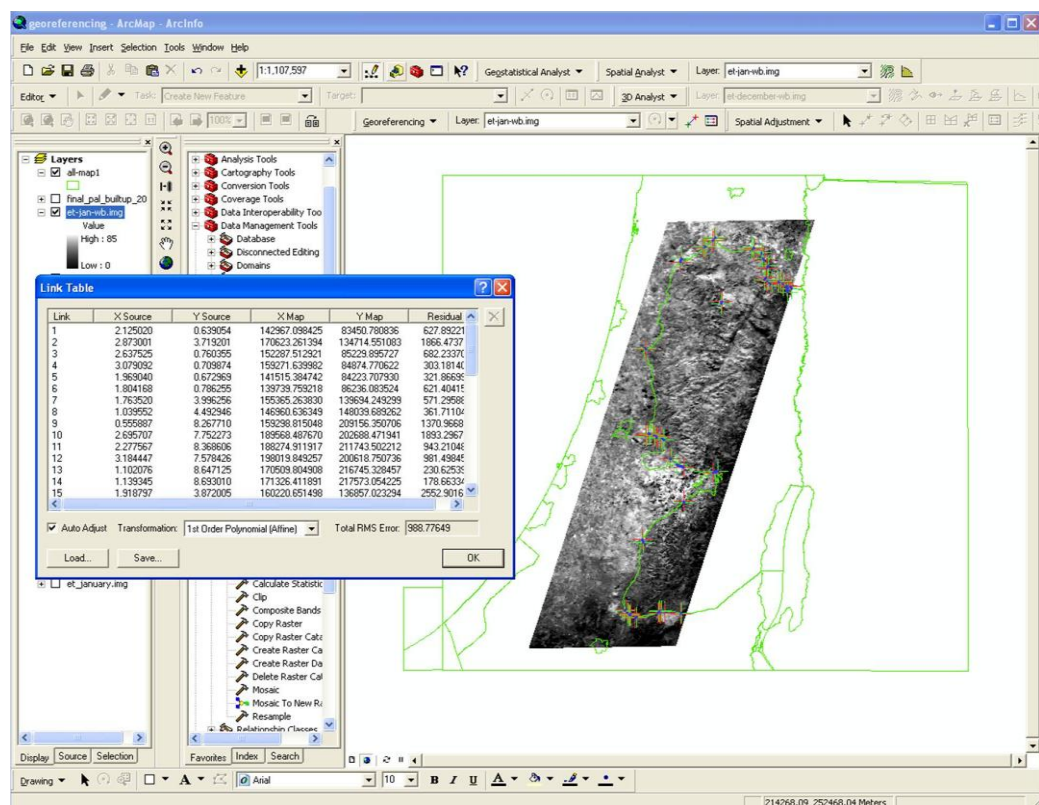 georeferencing - ArcMap - ArcInfo
File Edit View Insert Selection Tools Window Help
1:1,107,597 Geostatistical Analyst Spatial Analyst Layer: et-jan-wb.img
Editor Task: Create New Feature Target: 3D Analyst Layer: et-december-wb.img
100% Georeferencing Layer: et-jan-wb.img Spatial Adjustment
Layers
all-map1
final_pal_builtup_20
et-jan-wb.img
Value
High : 85
Low : 0
Analysis Tools
Cartography Tools
Conversion Tools
Coverage Tools
Data Interoperability Too
Data Management Tools
Database
Disconnected Editing
Domains
Link Table
Link X Source Y Source X Map Y Map Residual
1 2.125020 0.639054 142967.098425 83450.780836 627.89221
2 2.873001 3.719201 170623.261394 134714.551083 1866.4737
3 2.637525 0.760355 152287.512921 85229.895727 682.23370
4 3.079092 0.709874 159271.639982 84874.770622 303.18140
5 1.969040 0.672969 141515.384742 84223.707930 321.86699
6 1.804168 0.786255 139739.759218 86236.083524 621.40415
7 1.763520 3.996256 155365.263830 139694.249299 571.29588
8 1.039552 4.492946 146960.636349 148039.689262 361.71104
9 0.555887 8.267710 159298.815048 209156.350706 1370.9668
10 2.695707 7.752273 189568.487670 202688.471941 1893.2967
11 2.277567 8.368606 188274.911917 211743.502212 943.21048
12 3.184447 7.578426 198019.849257 200618.750736 981.49845
13 1.102076 8.647125 170509.804908 216745.328457 230.62539
14 1.139345 8.693010 171326.411891 217573.054225 178.66334
15 1.918797 3.872005 160220.651498 136857.023294 2552.9016
Auto Adjust Transformation: 1st Order Polynomial (Affine) Total RMS Error: 988.77649
Load... Save... OK
et_january.img
Calculate Statistic
Clip
Composite Bands
Copy Raster
Copy Raster Cata
Create Raster Ca
Create Raster Da
Delete Raster Cat
Mosaic
Mosaic To New Ra
Resample
Relationship Classes
Display Source Selection Favorites Index Search
Drawing A Arial 10 B I U A
214268.09 252468.04 Meters